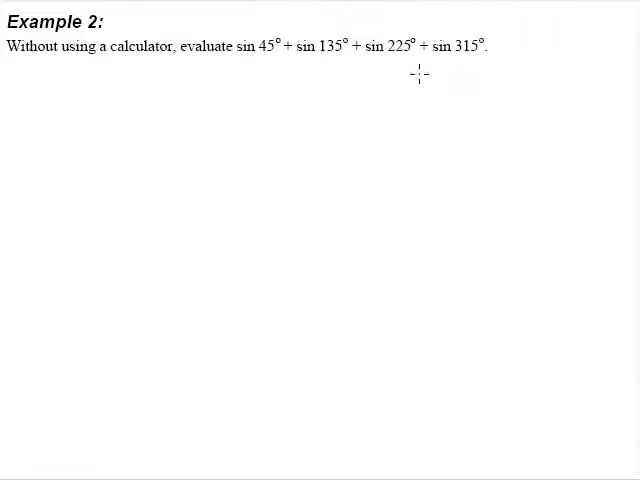 Example 2:
Without using a calculator, evaluate sin 45° + sin 135° + sin 225° + sin 315°.